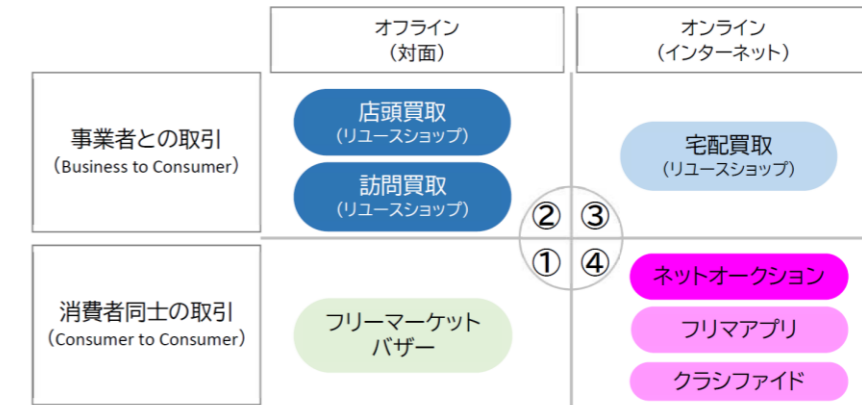 オフライン
（対面）
オンライン
（インターネット）
事業者との取引
（Business to Consumer）
店頭買取
（リユースショップ）
訪問買取
（リユースショップ）
宅配買取
（リユースショップ）
②
③
①
④
消費者同士の取引
（Consumer to Consumer）
フリーマーケット
バザー
ネットオークション
フリマアプリ
クラシファイド